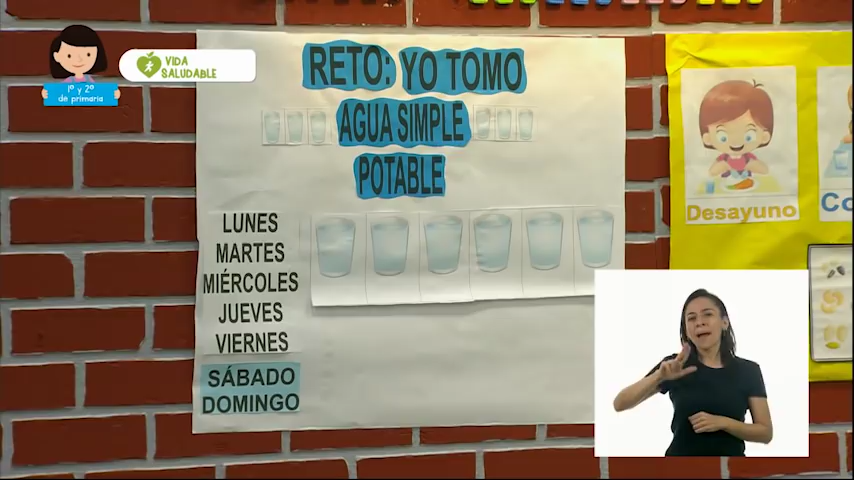 1º y 2º
de primaria
VIDA
SALUDABLE
RETO: YO TOMO
AGUA SIMPLE
POTABLE
LUNES
MARTES
MIÉRCOLES
JUEVES
VIERNES
SÁBADO
DOMINGO
Desayuno
Co